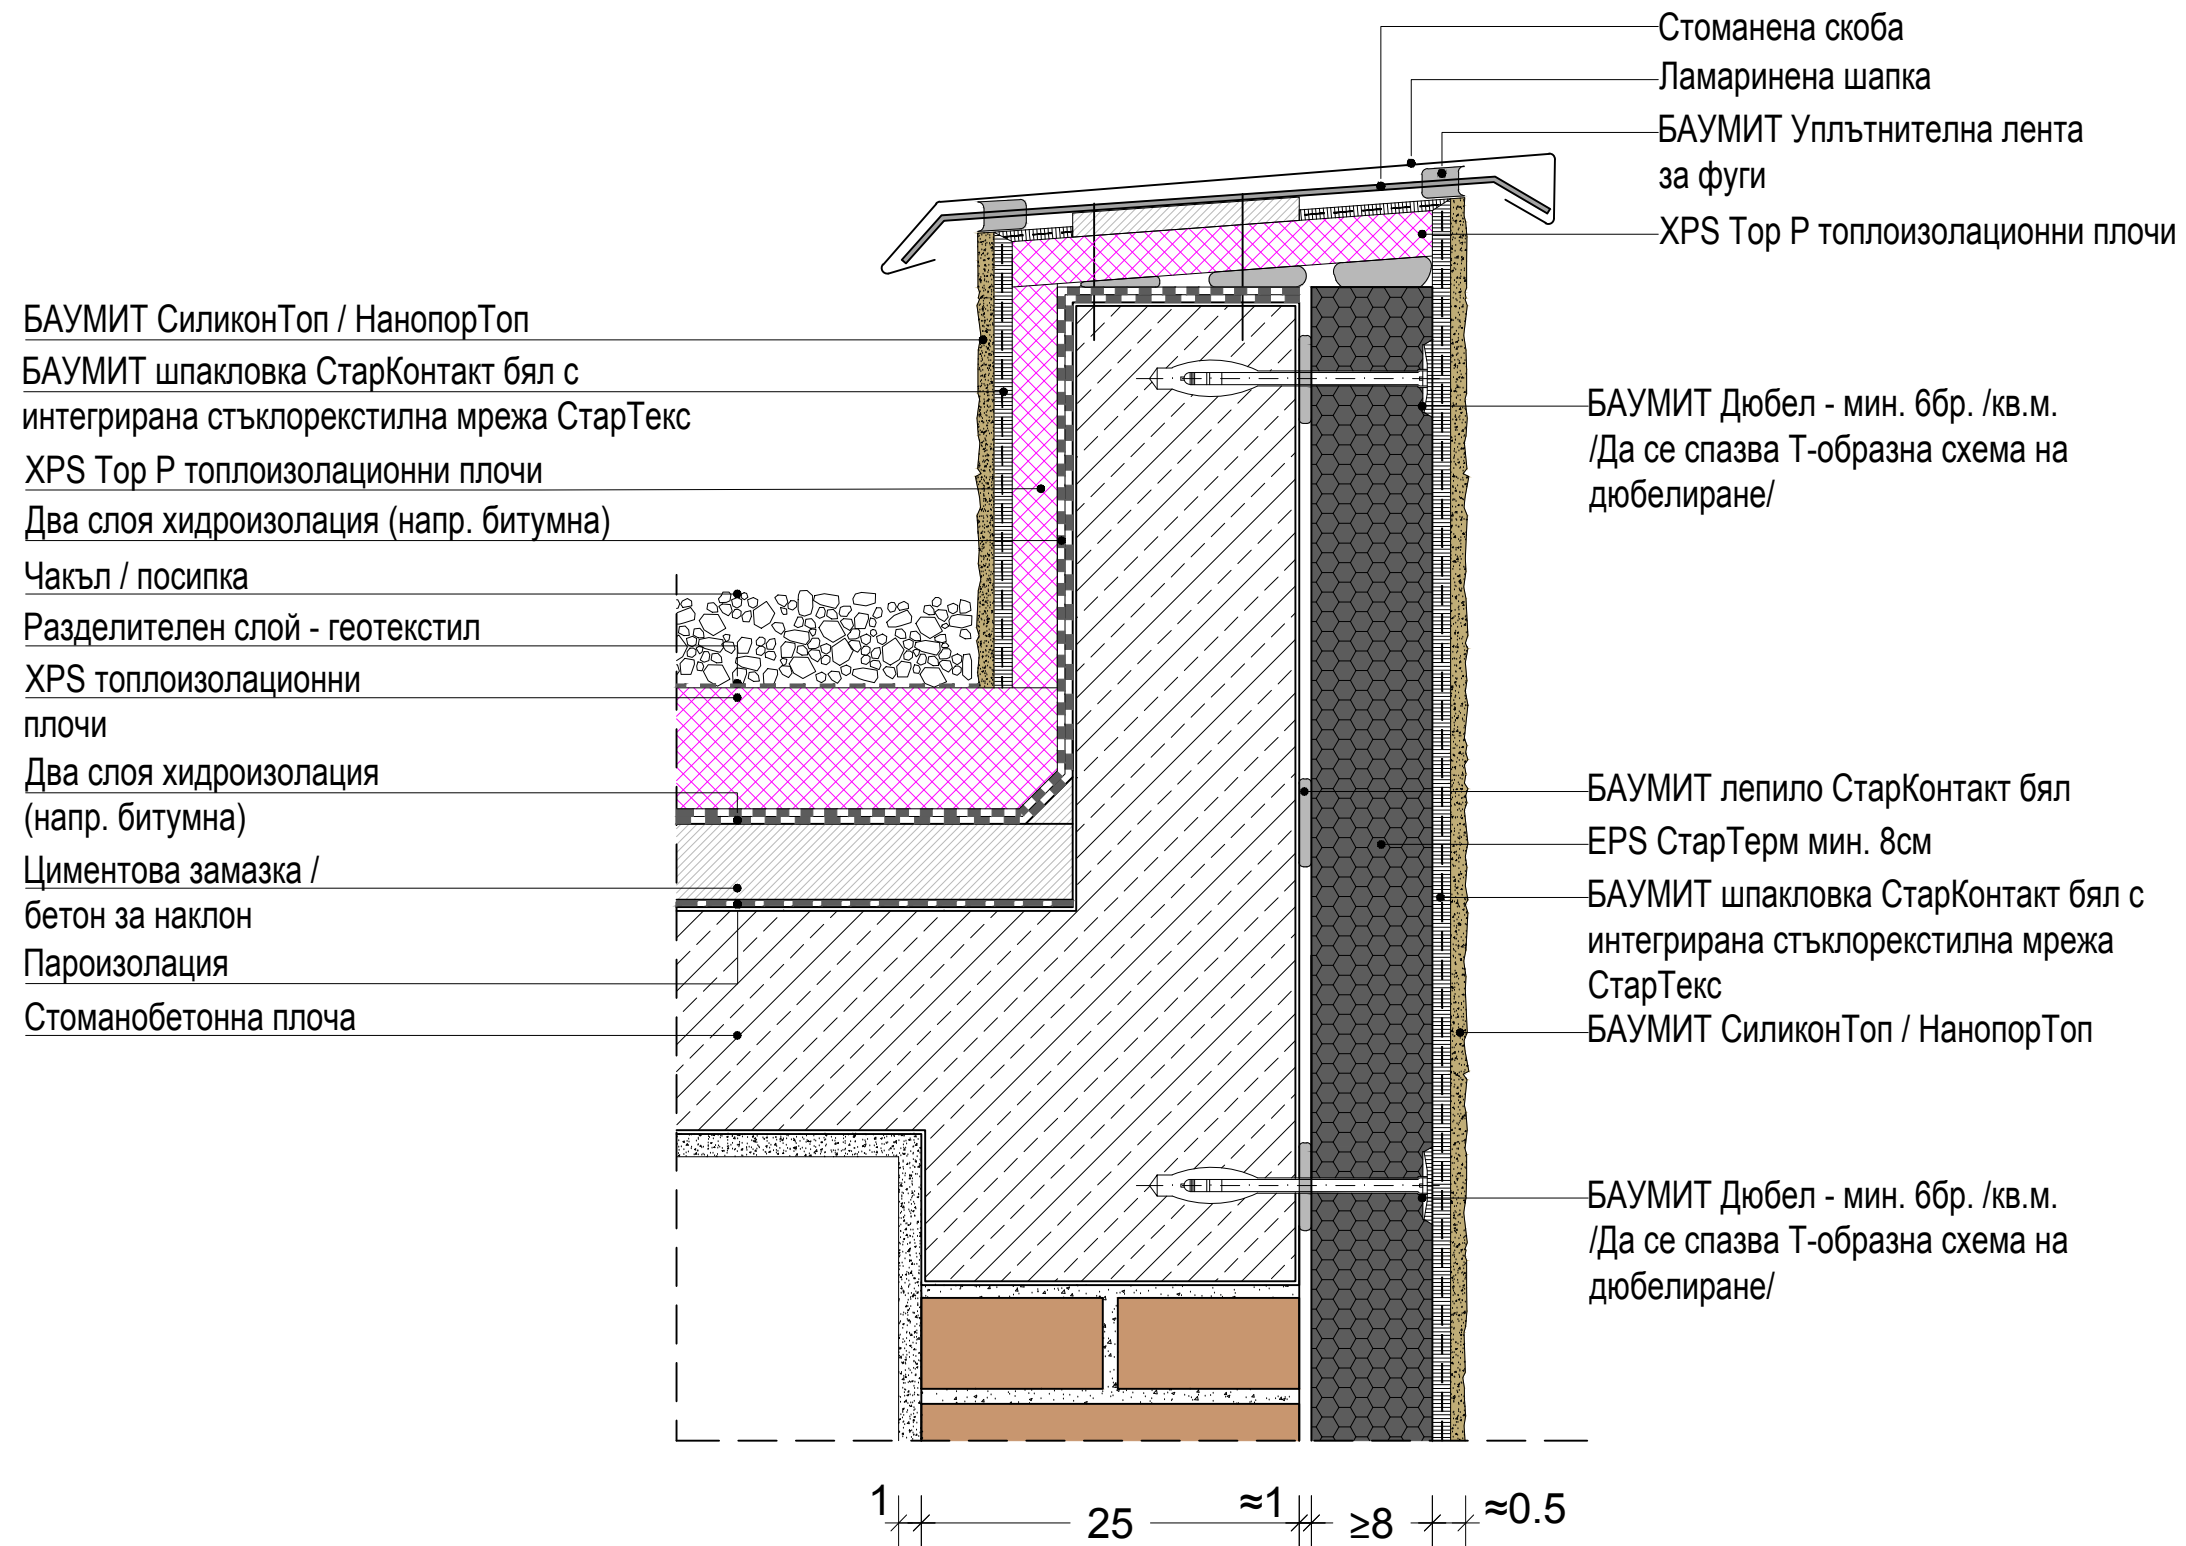 Стоманена скоба
Ламаринена шапка
БАУМИТ Уплътнителна лента
за фуги
XPS Top P топлоизолационни плочи
БАУМИТ СиликонТоп / НанопорТоп
БАУМИТ шпакловка СтарКонтакт бял с
интегрирана стъклорекстилна мрежа СтарТекс
XPS Top P топлоизолационни плочи
Два слоя хидроизолация (напр. битумна)
Чакъл / посипка
Разделителен слой - геотекстил
XPS топлоизолационни
плочи
Два слоя хидроизолация
(напр. битумна)
Циментова замазка /
бетон за наклон
Пароизолация
Стоманобетонна плоча
БАУМИТ Дюбел - мин. 6бр. /кв.м.
/Да се спазва Т-образна схема на
дюбелиране/
БАУМИТ лепило СтарКонтакт бял
EPS СтарТерм мин. 8см
БАУМИТ шпакловка СтарКонтакт бял с
интегрирана стъклорекстилна мрежа
СтарТекс
БАУМИТ СиликонТоп / НанопорТоп
БАУМИТ Дюбел - мин. 6бр. /кв.м.
/Да се спазва Т-образна схема на
дюбелиране/
1 25 ≈1 ≥8 ≈0.5